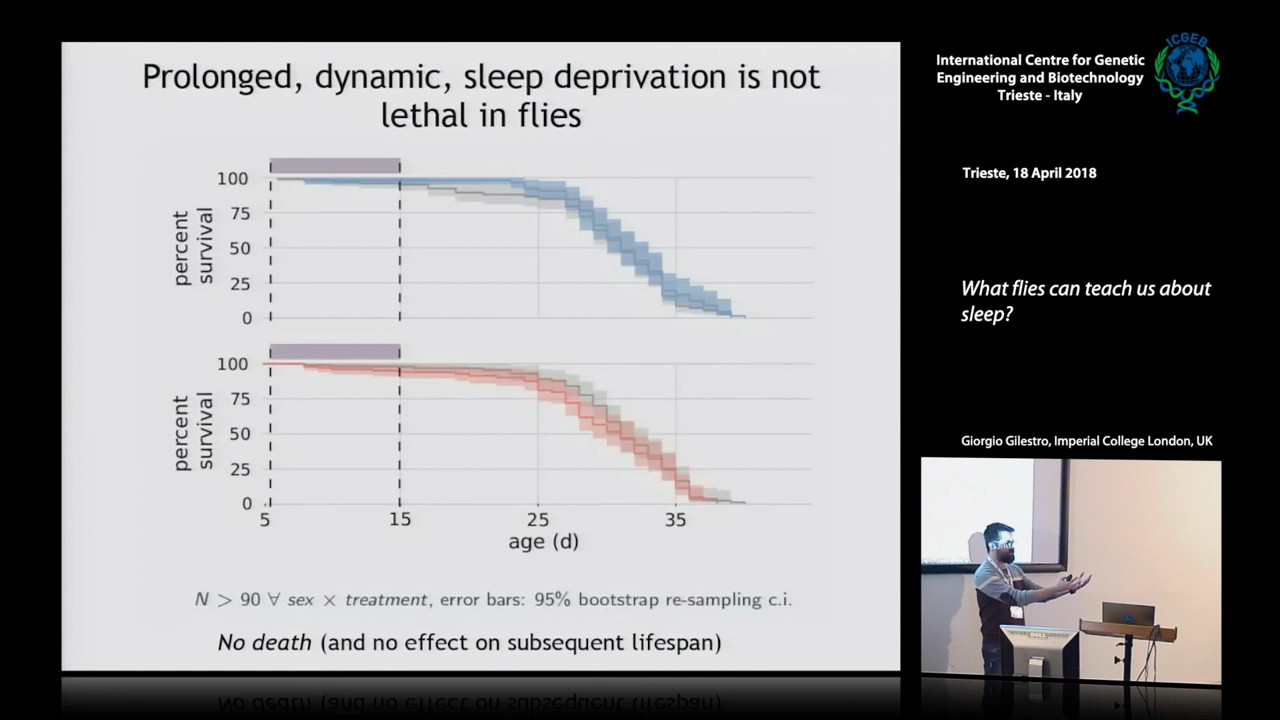 Prolonged, dynamic, sleep deprivation is not
lethal in flies
100
75
50
25
0
percent
survival
100
75
50
25
0
percent
survival
5
15
25
35
age (d)
N > 90 ∀ sex × treatment, error bars: 95% bootstrap re-sampling c.i.
No death (and no effect on subsequent lifespan)
ICGEB
International Centre for Genetic
Engineering and Biotechnology
Trieste - Italy
Trieste, 18 April 2018
What flies can teach us about
sleep?
Giorgio Gilestro, Imperial College London, UK
DELL